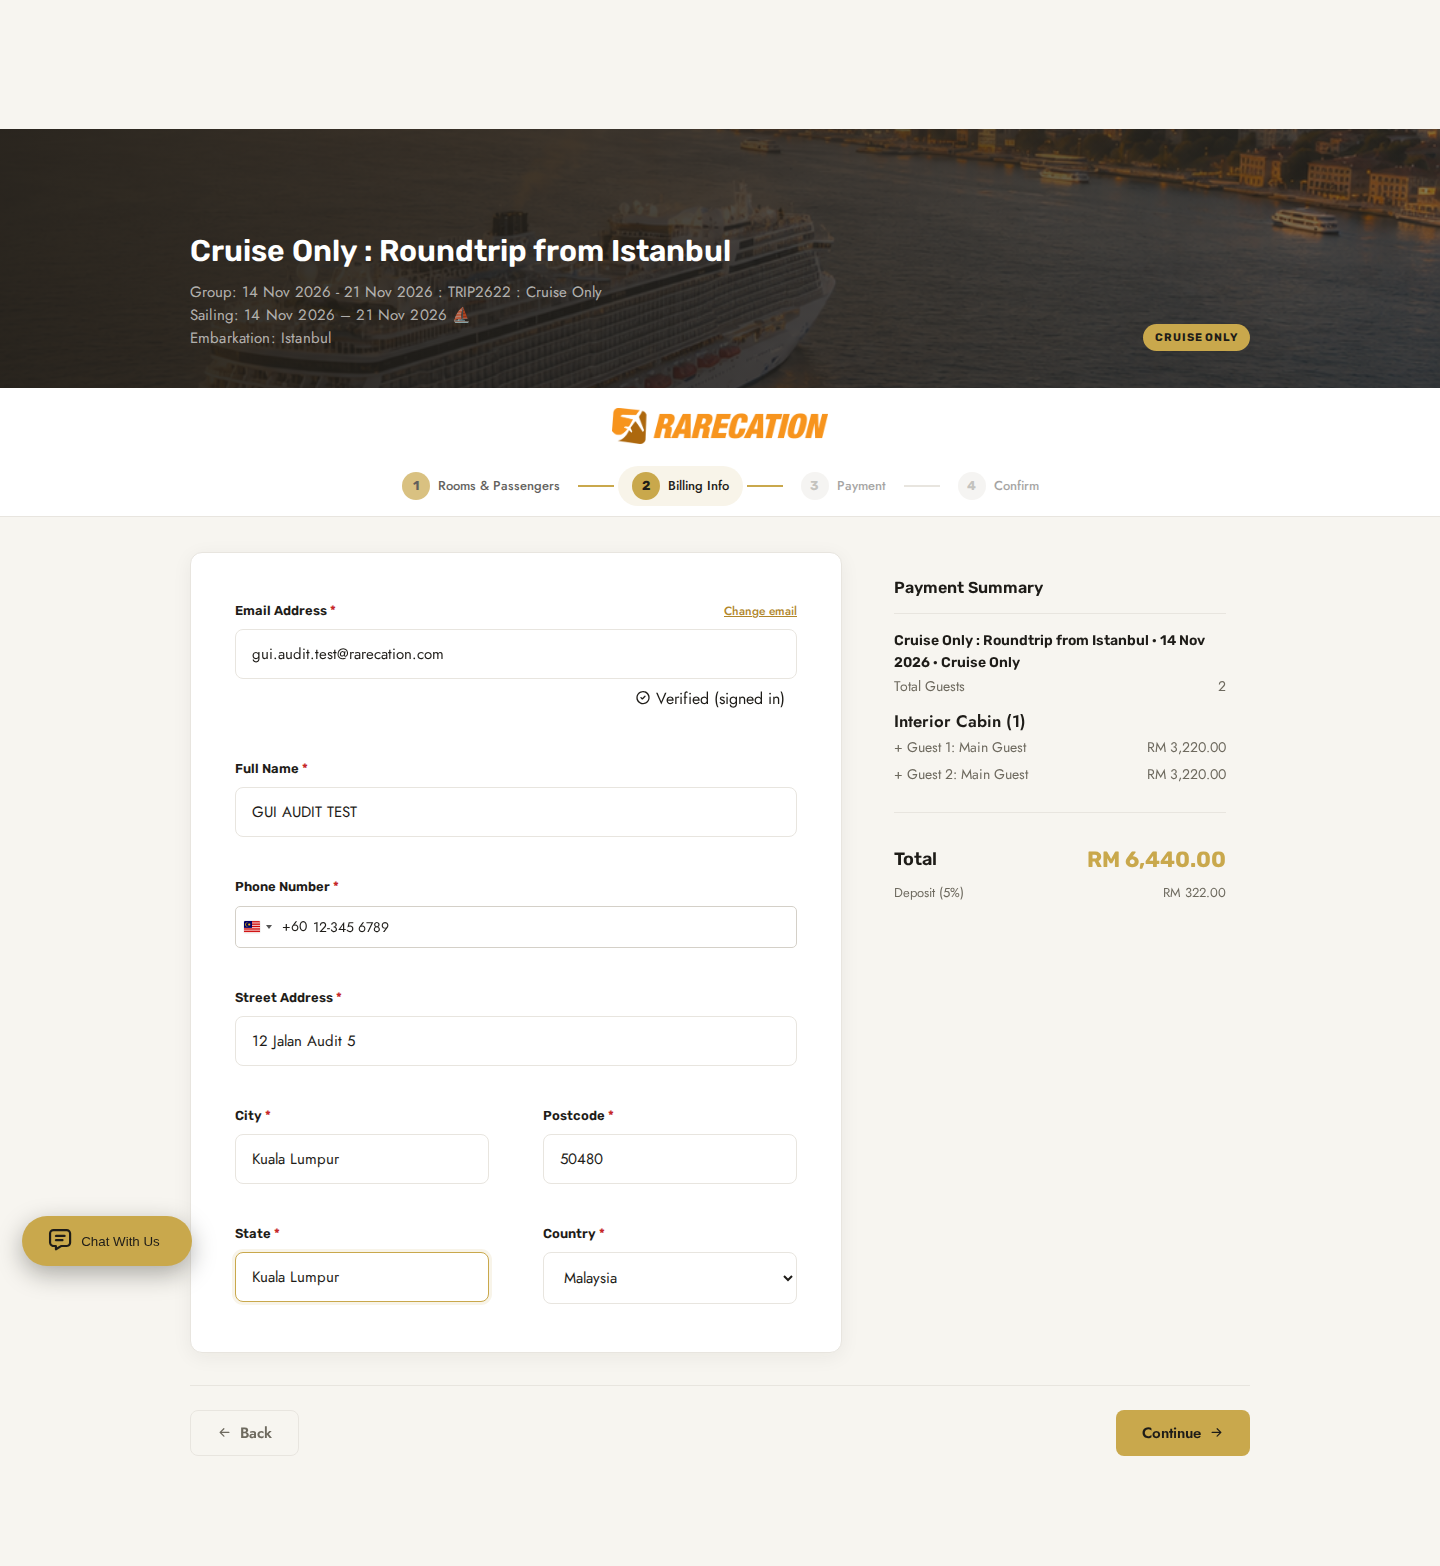 Cruise Only : Roundtrip from Istanbul
Group: 14 Nov 2026 - 21 Nov 2026 : TRIP2622 : Cruise Only
Sailing: 14 Nov 2026 – 21 Nov 2026 ⛵
Embarkation: Istanbul
CRUISE ONLY
RARECATION
1 Rooms & Passengers
2 Billing Info
3 Payment
4 Confirm
Email Address *
Change email
gui.audit.test@rarecation.com
Verified (signed in)
Full Name *
GUI AUDIT TEST
Phone Number *
+60 12-345 6789
Street Address *
12 Jalan Audit 5
City *
Postcode *
Kuala Lumpur
50480
State *
Country *
Kuala Lumpur
Malaysia
Payment Summary
Cruise Only : Roundtrip from Istanbul • 14 Nov
2026 • Cruise Only
Total Guests 2
Interior Cabin (1)
+ Guest 1: Main Guest RM 3,220.00
+ Guest 2: Main Guest RM 3,220.00
Total RM 6,440.00
Deposit (5%) RM 322.00
Chat With Us
← Back
Continue →